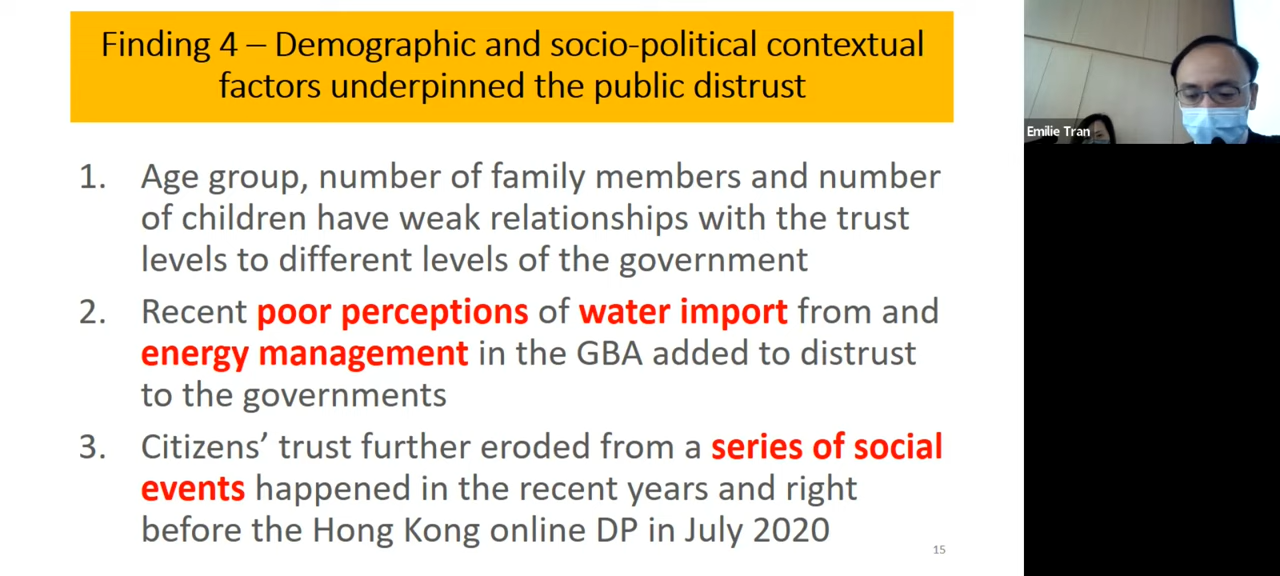 Finding 4 – Demographic and socio-political contextual
factors underpinned the public distrust
1. Age group, number of family members and number
of children have weak relationships with the trust
levels to different levels of the government
2. Recent poor perceptions of water import from and
energy management in the GBA added to distrust
to the governments
3. Citizens’ trust further eroded from a series of social
events happened in the recent years and right
before the Hong Kong online DP in July 2020
15
Emilie Tran